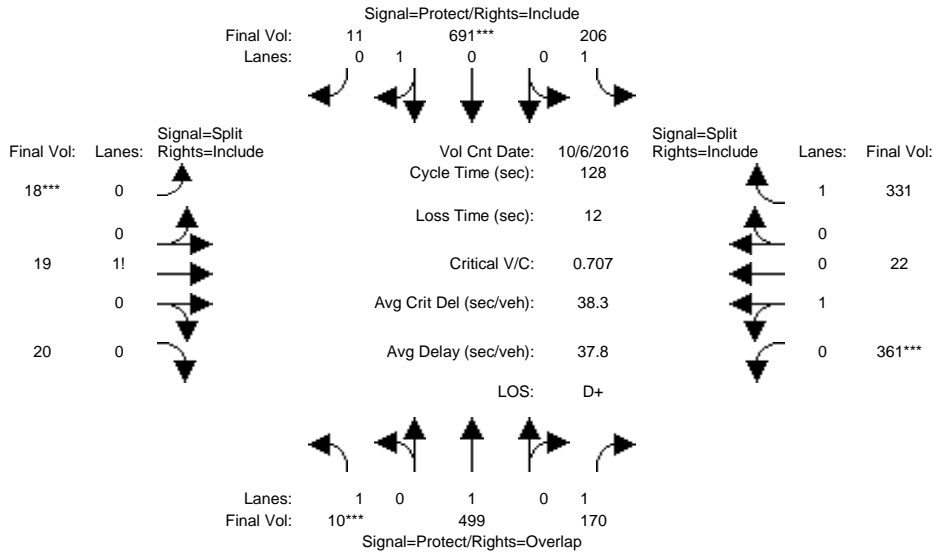 Signal=Protect/Rights=Include
Final Vol: 11 691*** 206
Lanes: 0 1 0 0 1
Signal=Split
Final Vol: Lanes: Rights=Include
Vol Cnt Date: 10/6/2016
Signal=Split
Rights=Include Lanes: Final Vol:
Cycle Time (sec): 128
18*** 0
1 331
Loss Time (sec): 12
0
0
19 1!
Critical V/C: 0.707
0 22
0
Avg Crit Del (sec/veh): 38.3
1
20 0
Avg Delay (sec/veh): 37.8
0 361***
LOS: D+
Lanes: 1 0 1 0 1
Final Vol: 10*** 499 170
Signal=Protect/Rights=Overlap